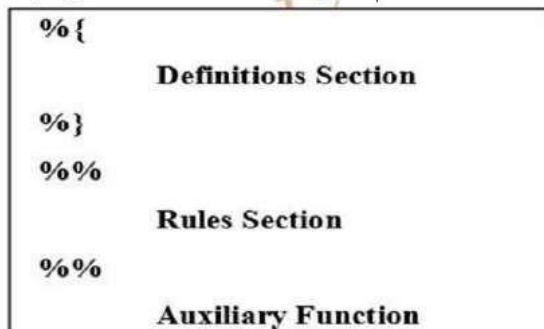 %{
Definitions Section
%}
%%
Rules Section
%%
Auxiliary Function